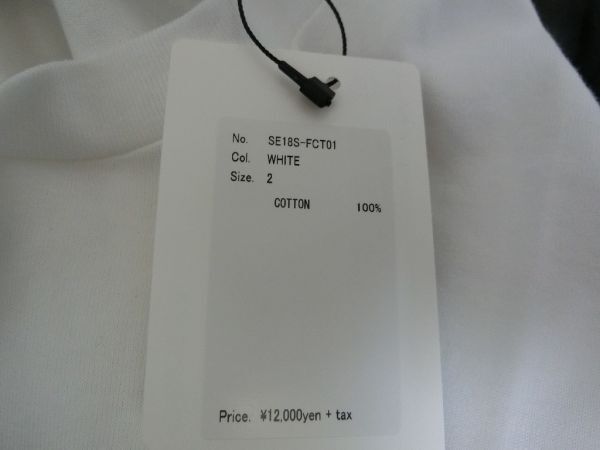 No. SE18S-FCT01
Col. WHITE
Size. 2
COTTON 100%
Price. ¥12,000yen + tax